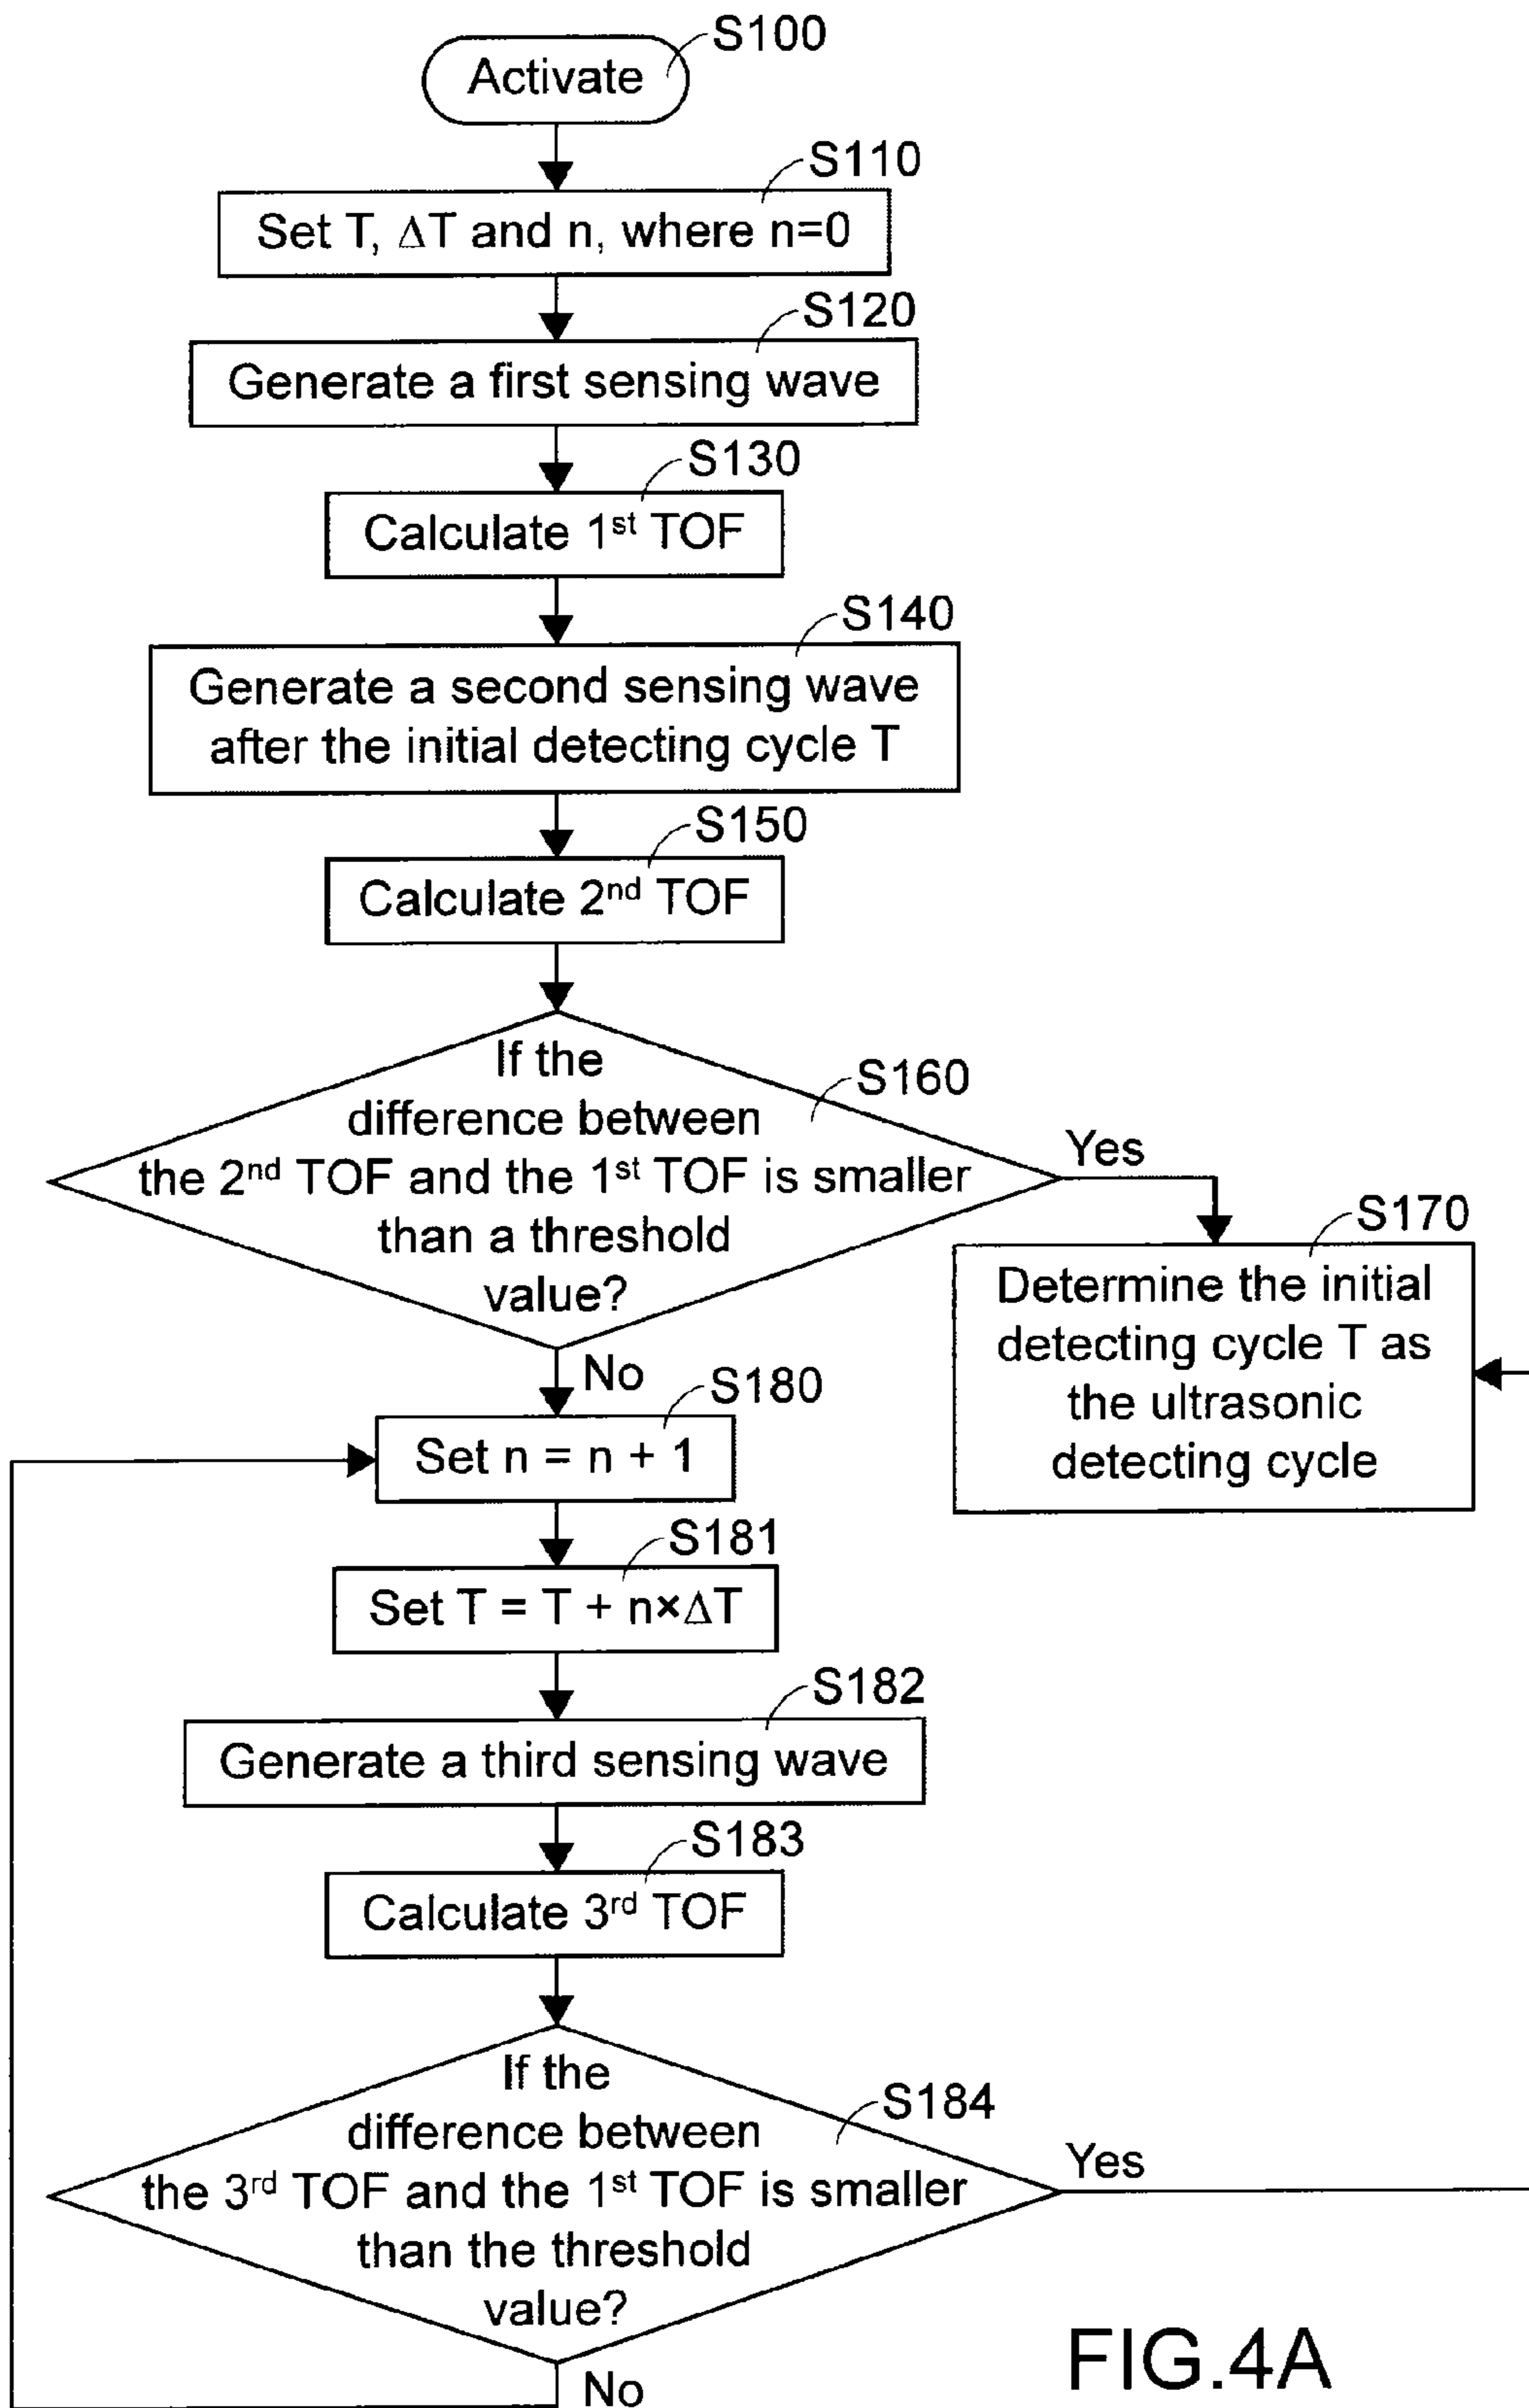 S100
Activate
S110
Set T, ΔT and n, where n=0
S120
Generate a first sensing wave
S130
Calculate 1st TOF
S140
Generate a second sensing wave
after the initial detecting cycle T
S150
Calculate 2nd TOF
S160
If the
difference between
the 2nd TOF and the 1st TOF is smaller
than a threshold
value?
Yes
S170
Determine the initial
detecting cycle T as
the ultrasonic
detecting cycle
No
S180
Set n = n + 1
S181
Set T = T + n×ΔT
S182
Generate a third sensing wave
S183
Calculate 3rd TOF
S184
If the
difference between
the 3rd TOF and the 1st TOF is smaller
than the threshold
value?
Yes
No
FIG.4A